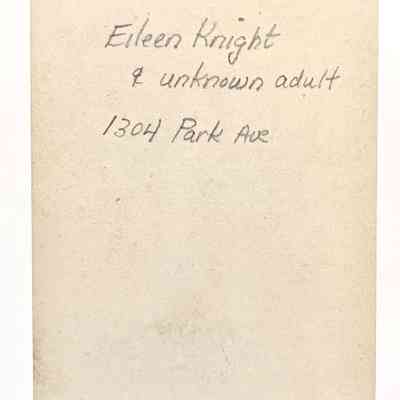 Eileen Knight
& unknown adult
1304 Park Ave